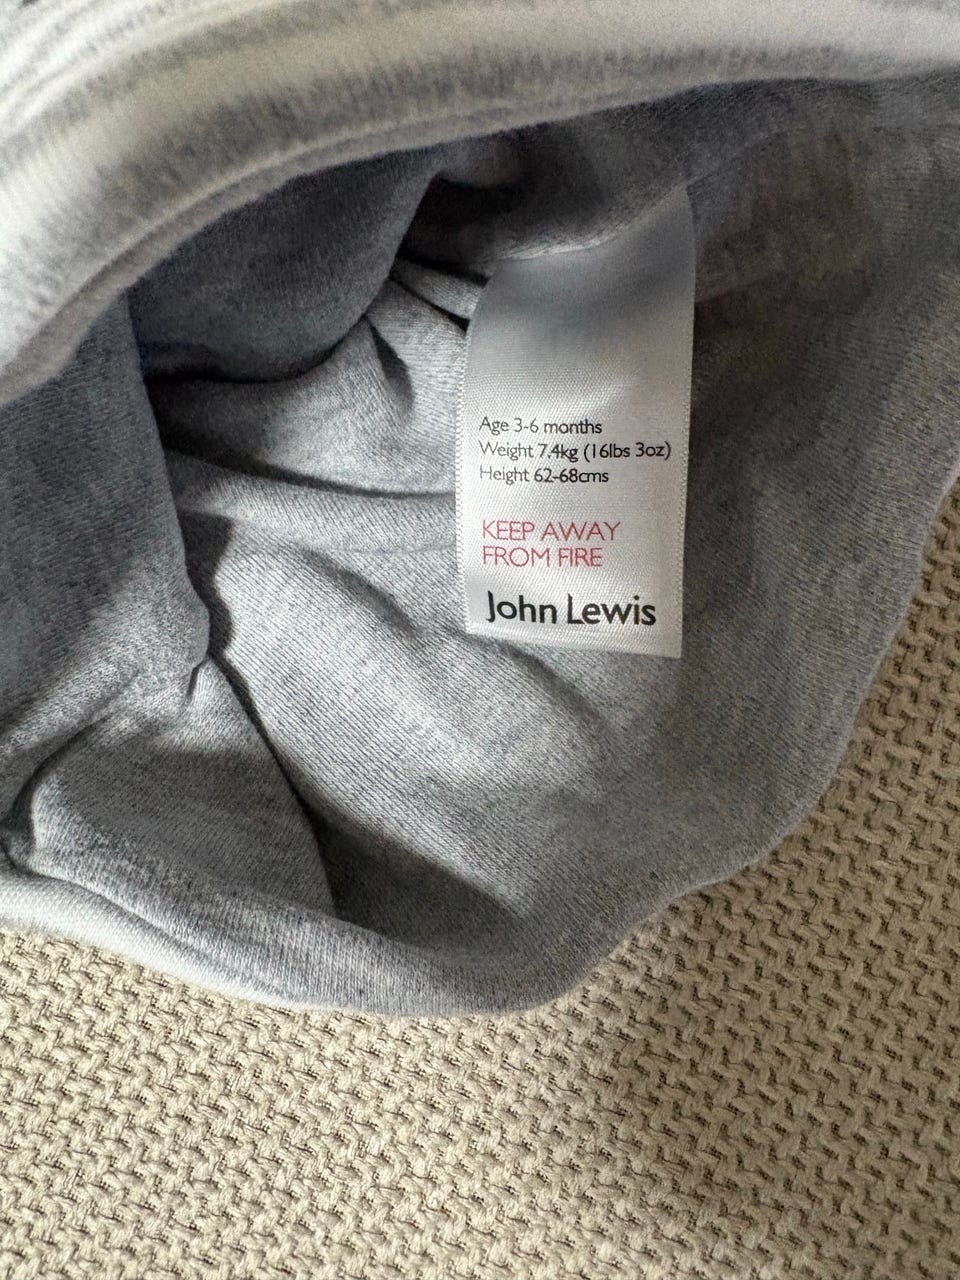 Age 3-6 months
Weight 7.4kg (16lbs 3oz)
Height 62-68cms
KEEP AWAY
FROM FIRE
John Lewis